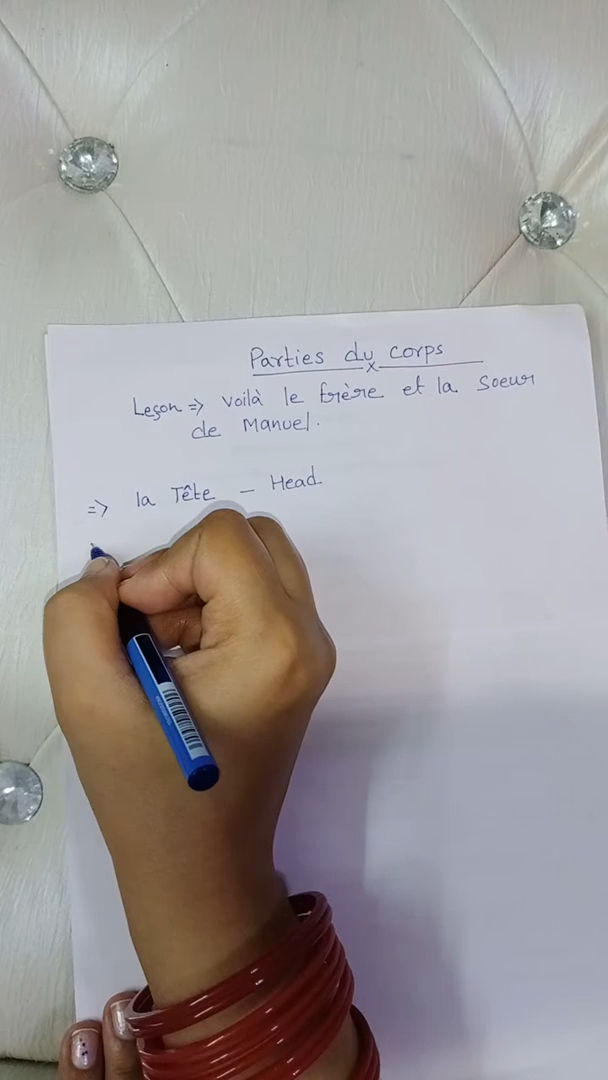 Parties du corps
x
Leçon => Voilà le frère et la Soeur
de Manuel.
=> la Tête - Head